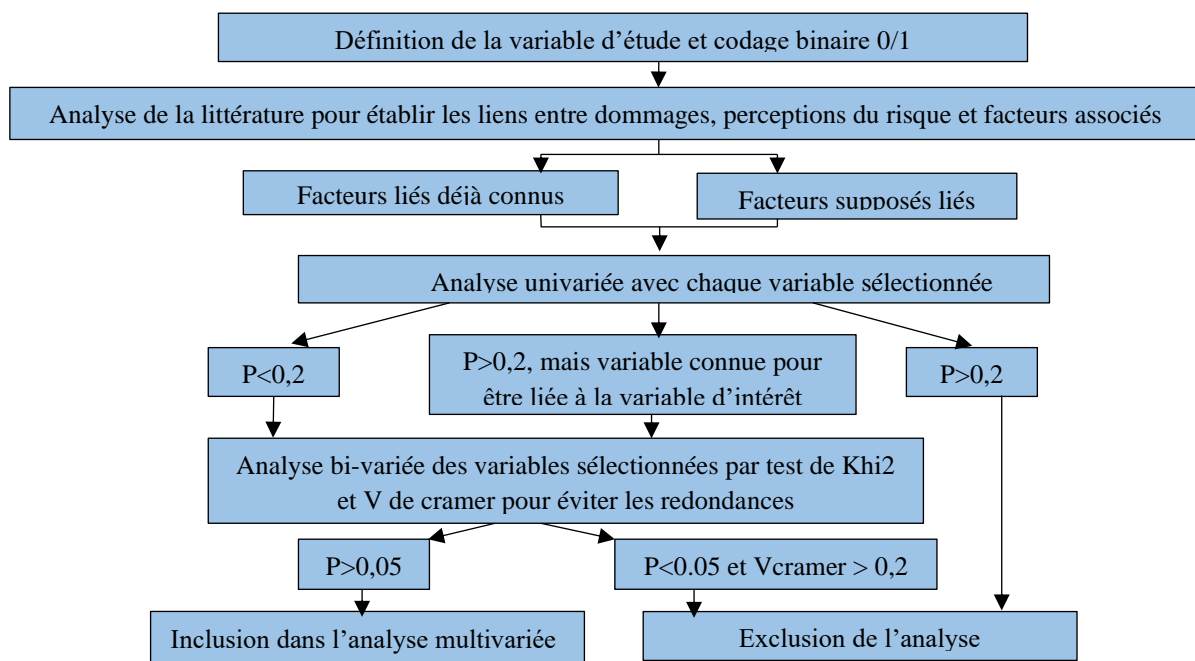 Définition de la variable d’étude et codage binaire 0/1
Analyse de la littérature pour établir les liens entre dommages, perceptions du risque et facteurs associés
Facteurs liés déjà connus
Facteurs supposés liés
Analyse univariée avec chaque variable sélectionnée
P<0,2
P>0,2, mais variable connue pour
être liée à la variable d’intérêt
P>0,2
Analyse bi-variée des variables sélectionnées par test de Khi2
et V de cramer pour éviter les redondances
P>0,05
P<0.05 et Vcramer > 0,2
Inclusion dans l’analyse multivariée
Exclusion de l’analyse